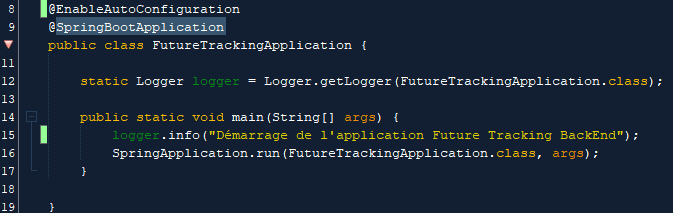 8 @EnableAutoConfiguration
9 @SpringBootApplication
public class FutureTrackingApplication {
11
12 static Logger logger = Logger.getLogger(FutureTrackingApplication.class);
13
14 public static void main(String[] args) {
15 logger.info("Démarrage de l'application Future Tracking BackEnd");
16 SpringApplication.run(FutureTrackingApplication.class, args);
17 }
18
19 }